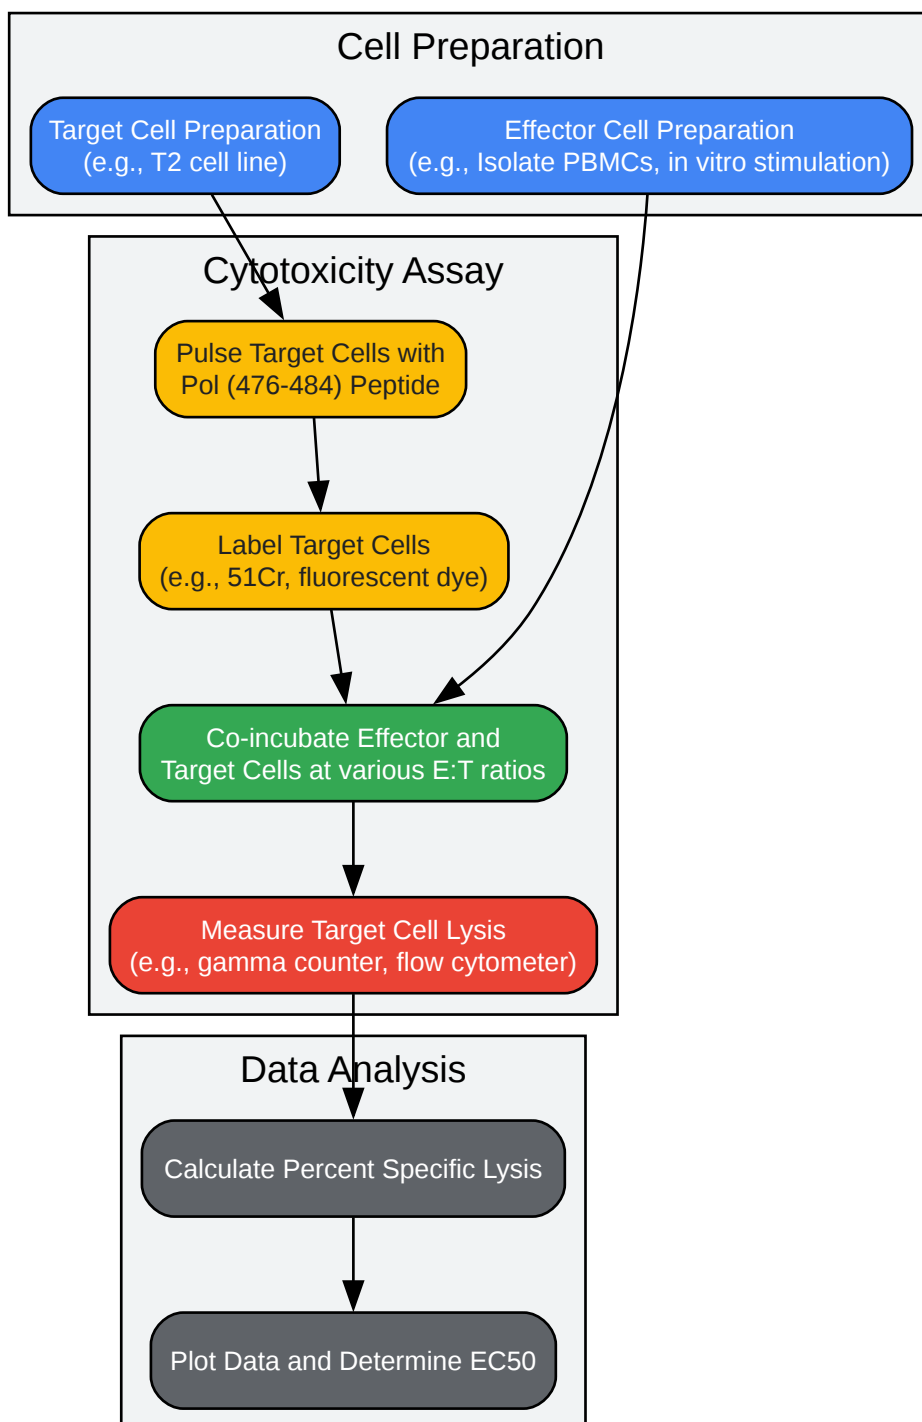 Cell Preparation
Target Cell Preparation
(e.g., T2 cell line)
Effector Cell Preparation
(e.g., Isolate PBMCs, in vitro stimulation)
Cytotoxicity Assay
Pulse Target Cells with
Pol (476-484) Peptide
Label Target Cells
(e.g., 51Cr, fluorescent dye)
Co-incubate Effector and
Target Cells at various E:T ratios
Measure Target Cell Lysis
(e.g., gamma counter, flow cytometer)
Data Analysis
Calculate Percent Specific Lysis
Plot Data and Determine EC50